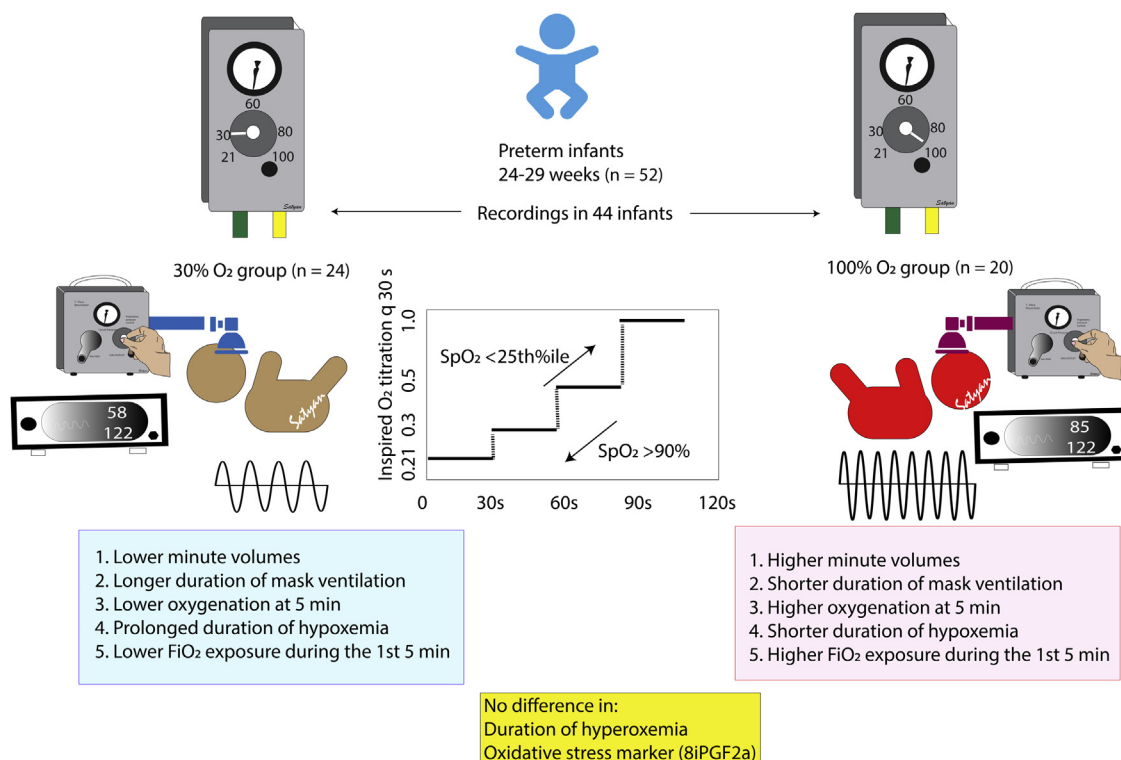 60
30
80
21
100
Satyan
Preterm infants
24-29 weeks (n = 52)
Recordings in 44 infants
60
30
80
21
100
Satyan
30% O₂ group (n = 24)
100% O₂ group (n = 20)
58
122
Satyan
Inspired O₂ titration q 30 s
1.0
0.5
0.3
0.21
SpO₂ <25th%ile
SpO₂ >90%
0
30s
60s
90s
120s
Satyan
85
122
1. Lower minute volumes
2. Longer duration of mask ventilation
3. Lower oxygenation at 5 min
4. Prolonged duration of hypoxemia
5. Lower FiO₂ exposure during the 1st 5 min
1. Higher minute volumes
2. Shorter duration of mask ventilation
3. Higher oxygenation at 5 min
4. Shorter duration of hypoxemia
5. Higher FiO₂ exposure during the 1st 5 min
No difference in:
Duration of hyperoxemia
Oxidative stress marker (8iPGF2a)